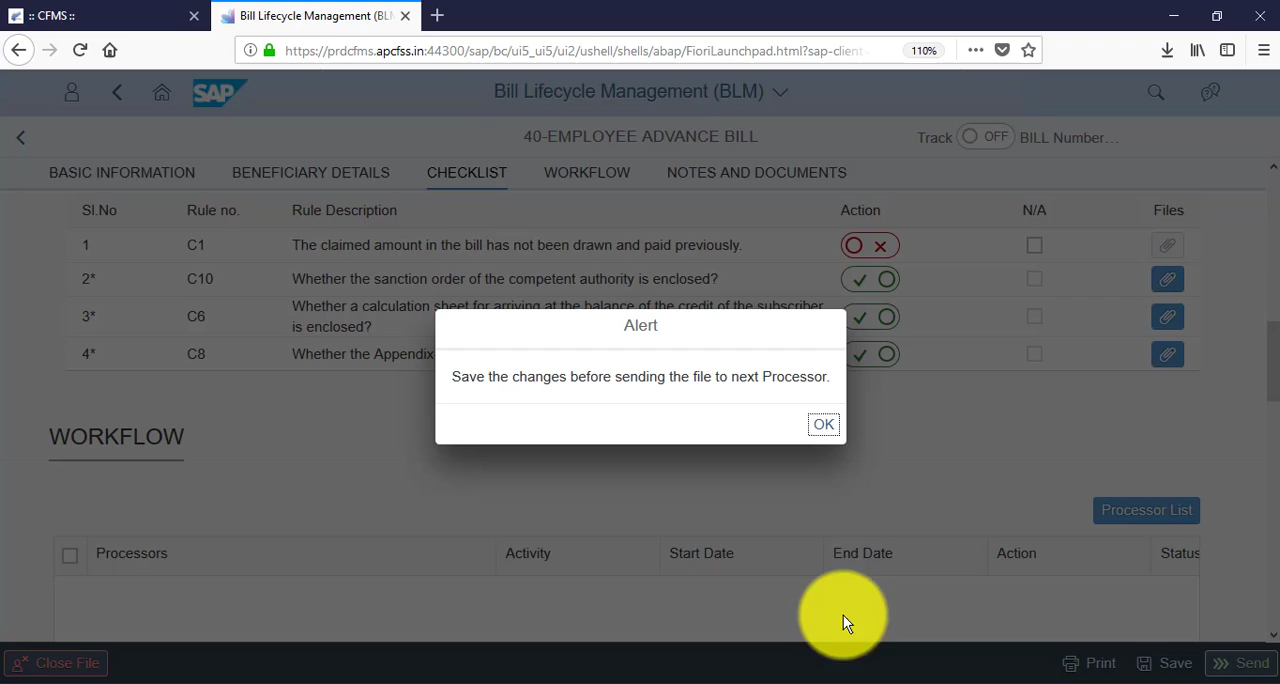 :: CFMS ::
Bill Lifecycle Management (BLM
https://prdcfms.apcfss.in:44300/sap/bc/ui5_ui5/ui2/ushell/shells/abap/FioriLaunchpad.html?sap-client
110%
SAP
Bill Lifecycle Management (BLM)
40-EMPLOYEE ADVANCE BILL
Track OFF BILL Number...
BASIC INFORMATION BENEFICIARY DETAILS CHECKLIST WORKFLOW NOTES AND DOCUMENTS
Sl.No Rule no. Rule Description Action N/A Files
1 C1 The claimed amount in the bill has not been drawn and paid previously.
2* C10 Whether the sanction order of the competent authority is enclosed?
3* C6 Whether a calculation sheet for arriving at the balance of the credit of the subscriber
is enclosed?
4* C8 Whether the Appendix-
Alert
Save the changes before sending the file to next Processor.
OK
WORKFLOW
Processor List
Processors Activity Start Date End Date Action Status
Close File Print Save Send